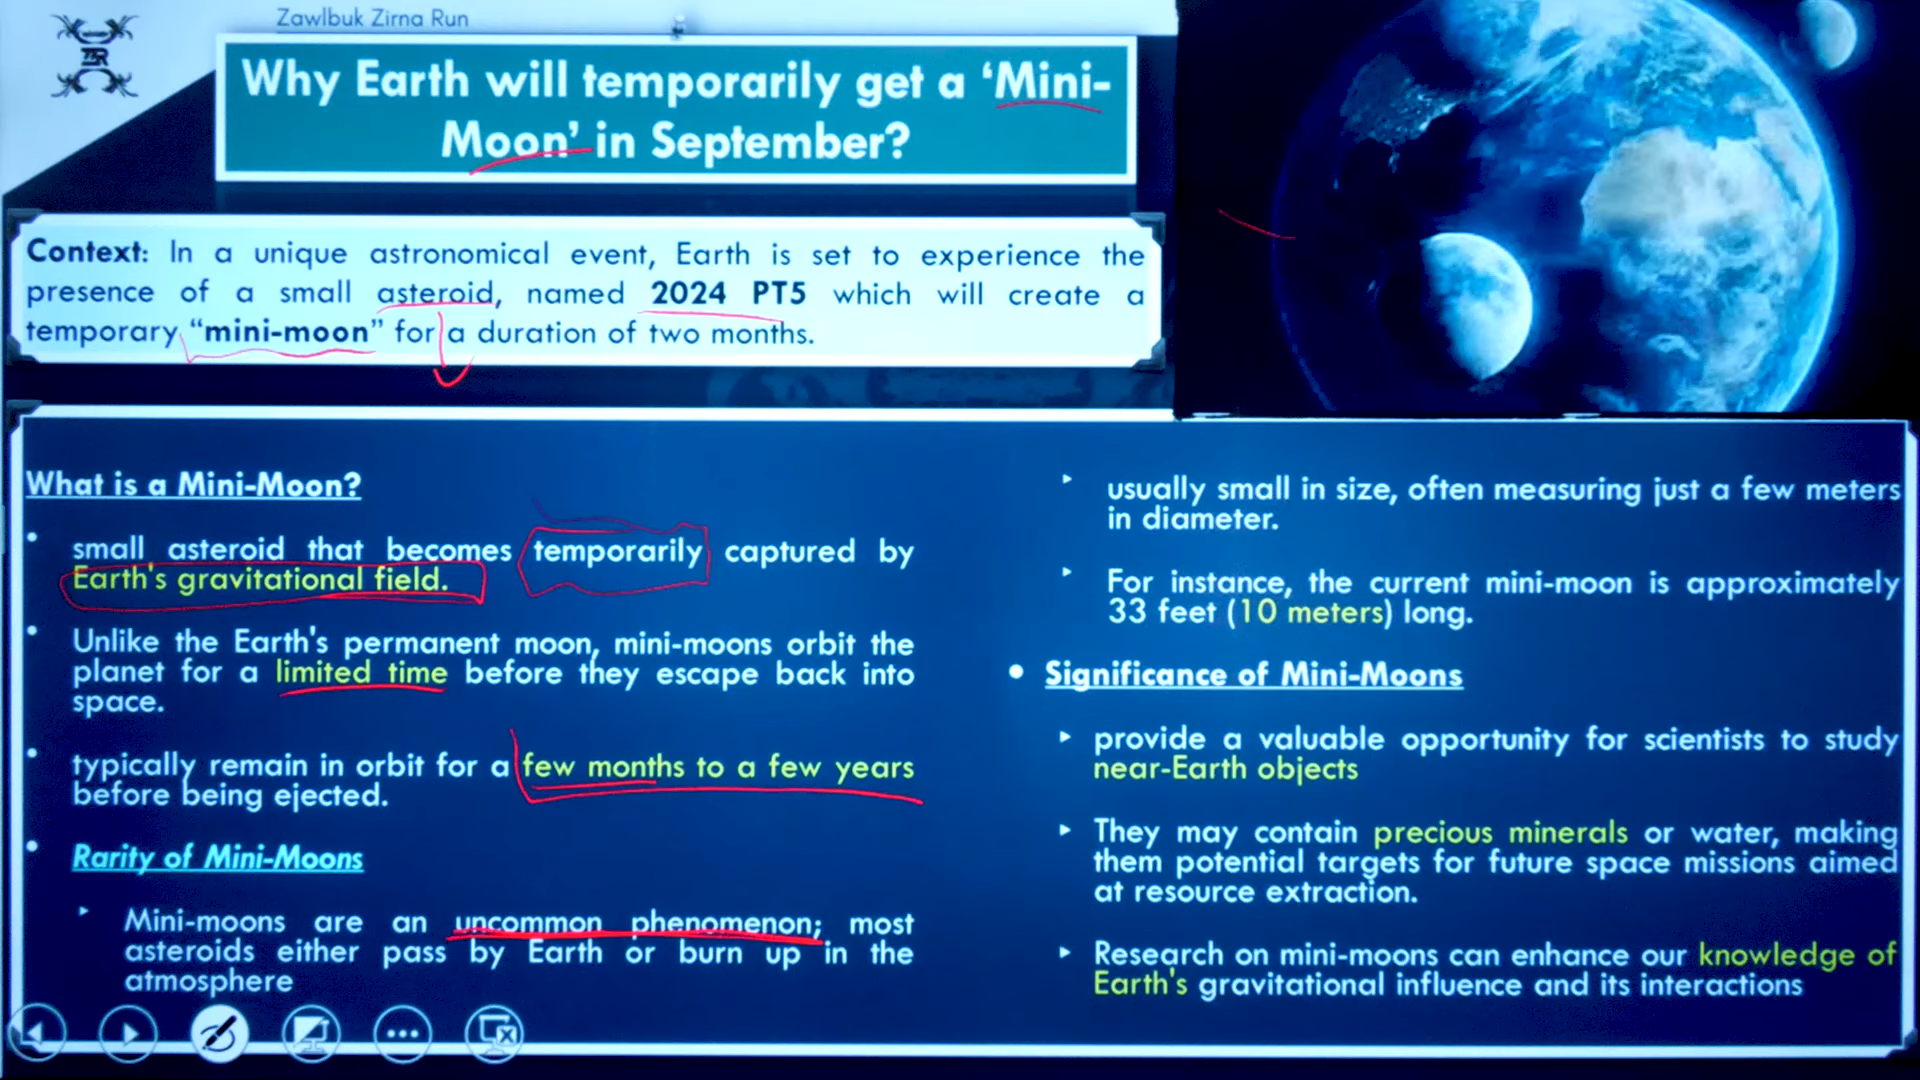 Zawlbuk Zirna Run
ZZR
Why Earth will temporarily get a ‘Mini-
Moon’ in September?
Context: In a unique astronomical event, Earth is set to experience the
presence of a small asteroid, named 2024 PT5 which will create a
temporary “mini-moon” for a duration of two months.
What is a Mini-Moon?
• small asteroid that becomes temporarily captured by
Earth's gravitational field.
• Unlike the Earth's permanent moon, mini-moons orbit the
planet for a limited time before they escape back into
space.
• typically remain in orbit for a few months to a few years
before being ejected.
• Rarity of Mini-Moons
‣ Mini-moons are an uncommon phenomenon; most
asteroids either pass by Earth or burn up in the
atmosphere
‣ usually small in size, often measuring just a few meters
in diameter.
‣ For instance, the current mini-moon is approximately
33 feet (10 meters) long.
• Significance of Mini-Moons
‣ provide a valuable opportunity for scientists to study
near-Earth objects
‣ They may contain precious minerals or water, making
them potential targets for future space missions aimed
at resource extraction.
‣ Research on mini-moons can enhance our knowledge of
Earth's gravitational influence and its interactions